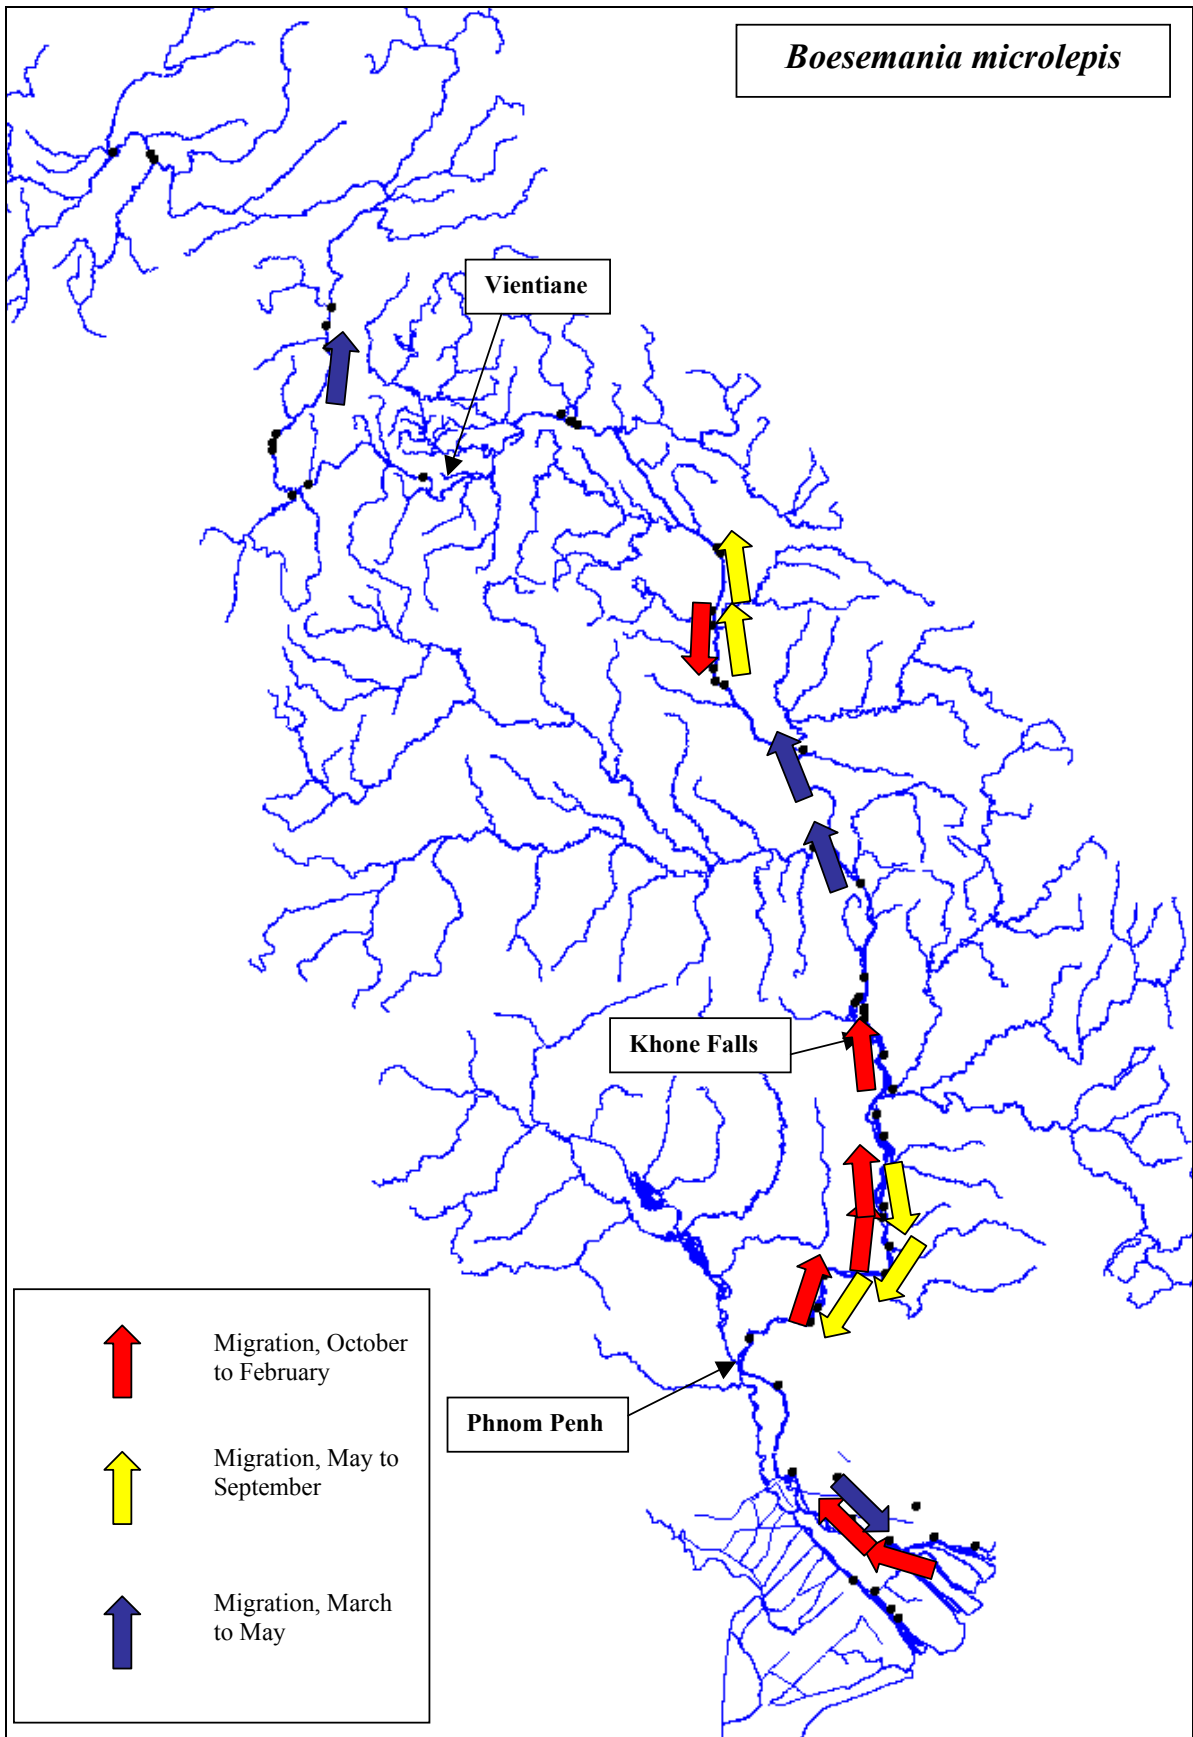 Boesemania microlepis
Vientiane
Khone Falls
Phnom Penh
Migration, October
to February
Migration, May to
September
Migration, March
to May